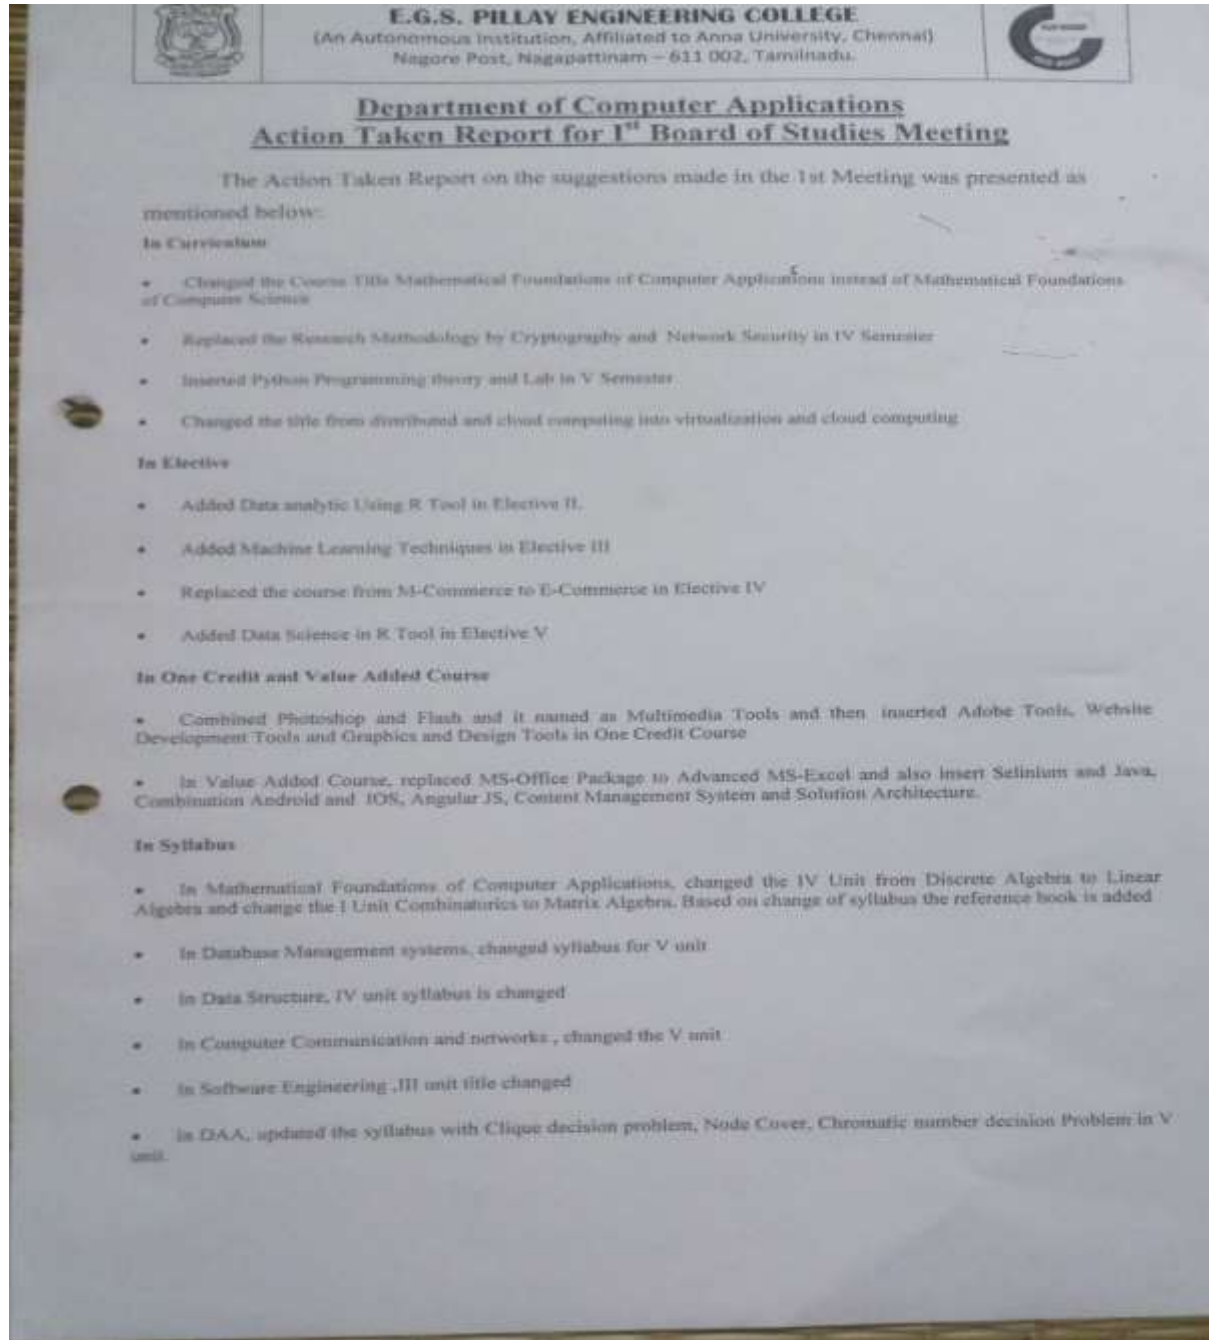 E.G.S. PILLAY ENGINEERING COLLEGE
(An Autonomous Institution, Affiliated to Anna University, Chennai)
Nagore Post, Nagapattinam – 611 002, Tamilnadu.
Department of Computer Applications
Action Taken Report for Ist Board of Studies Meeting
The Action Taken Report on the suggestions made in the 1st Meeting was presented as
mentioned below:
In Curriculum
• Changed the Course Title Mathematical Foundations of Computer Applications instead of Mathematical Foundations
of Computer Science
• Replaced the Research Methodology by Cryptography and Network Security in IV Semester
• Inserted Python Programming theory and Lab in V Semester
• Changed the title from distributed and cloud computing into virtualization and cloud computing
In Elective
• Added Data analytic Using R Tool in Elective II.
• Added Machine Learning Techniques in Elective III
• Replaced the course from M-Commerce to E-Commerce in Elective IV
• Added Data Science in R Tool in Elective V
In One Credit and Value Added Course
• Combined Photoshop and Flash and it named as Multimedia Tools and then inserted Adobe Tools, Website
Development Tools and Graphics and Design Tools in One Credit Course
• In Value Added Course, replaced MS-Office Package to Advanced MS-Excel and also insert Selinium and Java,
Combination Android and IOS, Angular JS, Content Management System and Solution Architecture.
In Syllabus
• In Mathematical Foundations of Computer Applications, changed the IV Unit from Discrete Algebra to Linear
Algebra and change the I Unit Combinatorics to Matrix Algebra. Based on change of syllabus the reference book is added
• In Database Management systems, changed syllabus for V unit
• In Data Structure, IV unit syllabus is changed
• In Computer Communication and networks , changed the V unit
• In Software Engineering ,III unit title changed
• In DAA, updated the syllabus with Clique decision problem, Node Cover, Chromatic number decision Problem in V
unit.